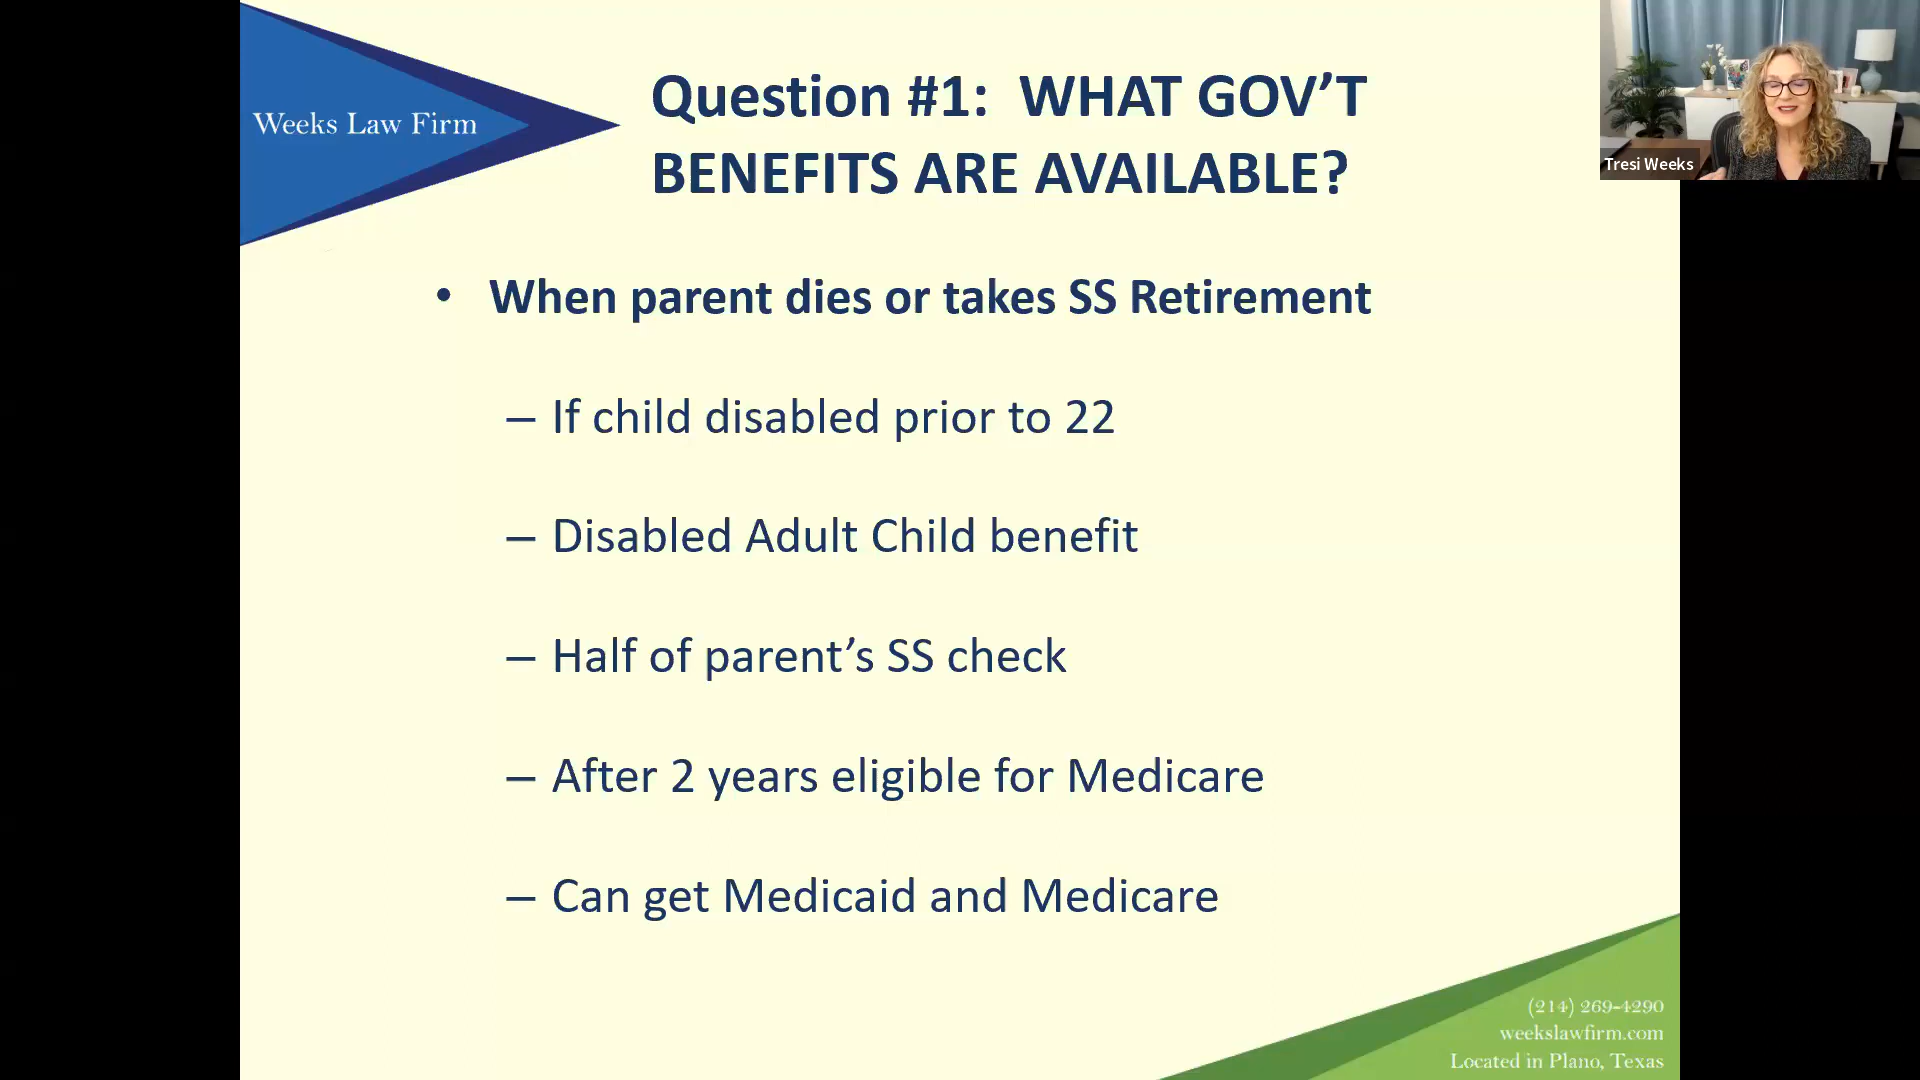 Weeks Law Firm
Question #1: WHAT GOV’T
BENEFITS ARE AVAILABLE?
Tresi Weeks
• When parent dies or takes SS Retirement
– If child disabled prior to 22
– Disabled Adult Child benefit
– Half of parent’s SS check
– After 2 years eligible for Medicare
– Can get Medicaid and Medicare
(214) 269-4290
weekslawfirm.com
Located in Plano, Texas